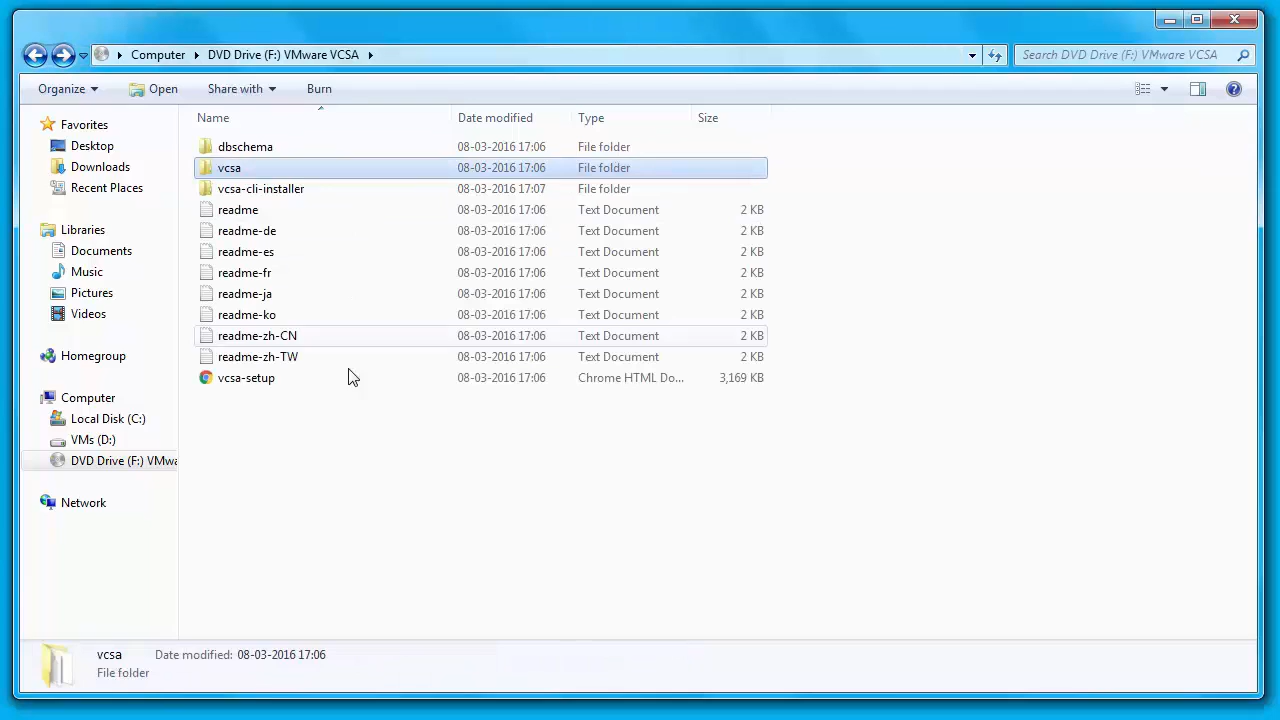 Computer DVD Drive (F:) VMware VCSA Search DVD Drive (F:) VMware VCSA
Organize Open Share with Burn
Favorites
Desktop
Downloads
Recent Places
Libraries
Documents
Music
Pictures
Videos
Homegroup
Computer
Local Disk (C:)
VMs (D:)
DVD Drive (F:) VMwa
Network
Name Date modified Type Size
dbschema 08-03-2016 17:06 File folder
vcsa 08-03-2016 17:06 File folder
vcsa-cli-installer 08-03-2016 17:07 File folder
readme 08-03-2016 17:06 Text Document 2 KB
readme-de 08-03-2016 17:06 Text Document 2 KB
readme-es 08-03-2016 17:06 Text Document 2 KB
readme-fr 08-03-2016 17:06 Text Document 2 KB
readme-ja 08-03-2016 17:06 Text Document 2 KB
readme-ko 08-03-2016 17:06 Text Document 2 KB
readme-zh-CN 08-03-2016 17:06 Text Document 2 KB
readme-zh-TW 08-03-2016 17:06 Text Document 2 KB
vcsa-setup 08-03-2016 17:06 Chrome HTML Do... 3,169 KB
vcsa Date modified: 08-03-2016 17:06
File folder